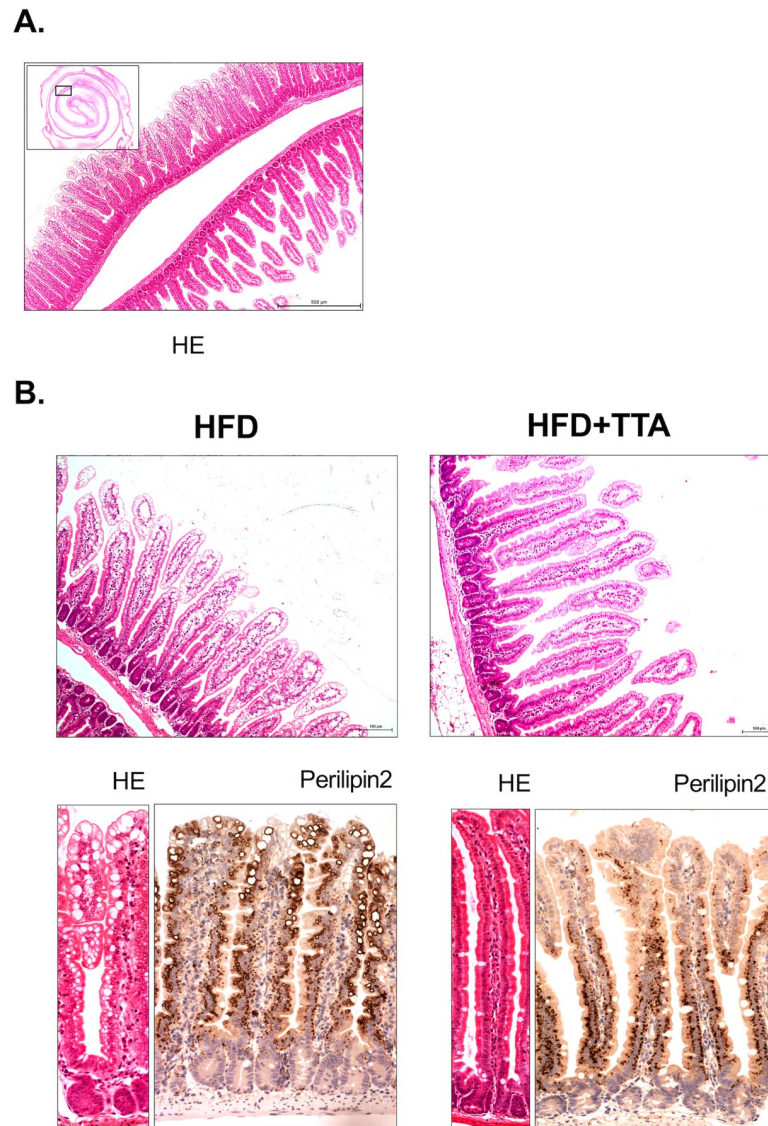 A.
500 µm
HE
B.
HFD
HFD+TTA
100 µm
100 µm
HE
Perilipin2
HE
Perilipin2